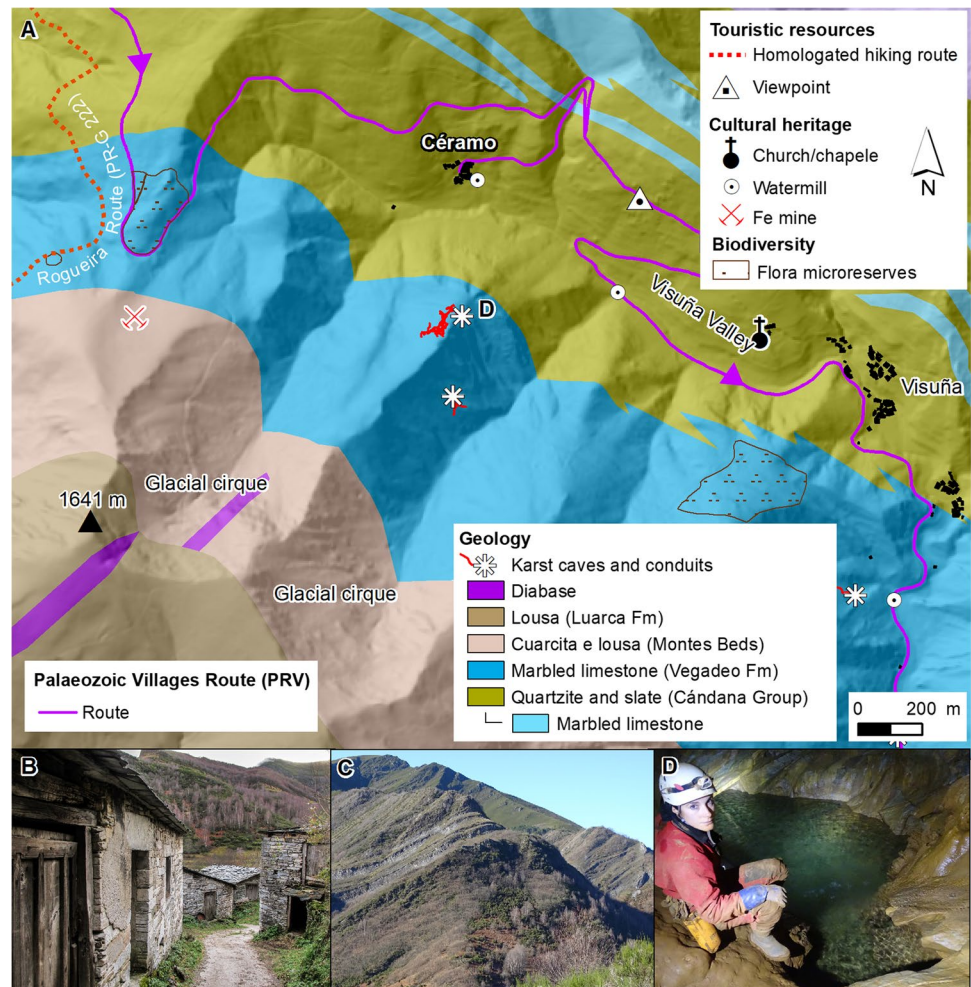 A
Rogueira Route (PR-G 222)
Céramo
D
Visuña Valley
Visuña
1641 m
Glacial cirque
Glacial cirque
Touristic resources
Homologated hiking route
Viewpoint
Cultural heritage
Church/chapele
Watermill
Fe mine
Biodiversity
Flora microreserves
N
Geology
Karst caves and conduits
Diabase
Lousa (Luarca Fm)
Cuarcita e lousa (Montes Beds)
Marbled limestone (Vegadeo Fm)
Quartzite and slate (Cándana Group)
Marbled limestone
Palaeozoic Villages Route (PRV)
Route
0 200 m
B
C
D